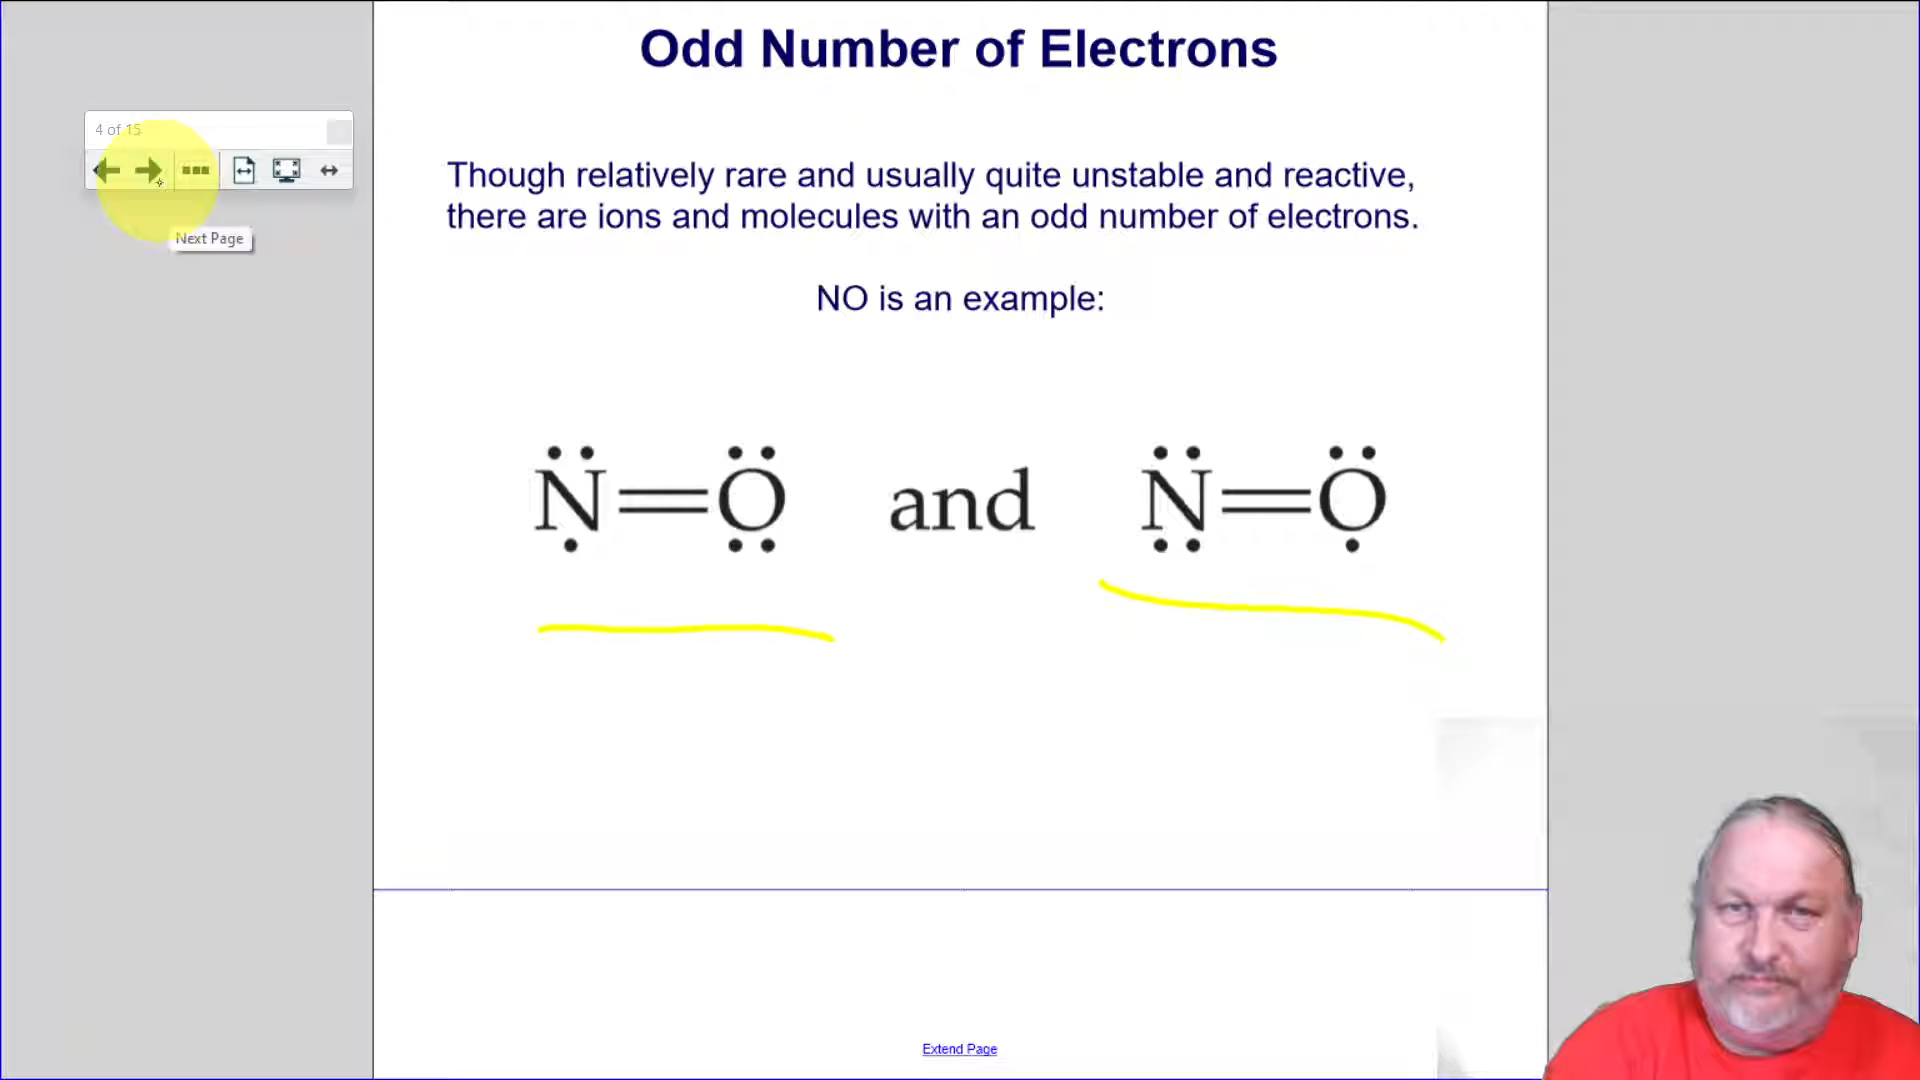 Odd Number of Electrons
4 of 15
Next Page
Though relatively rare and usually quite unstable and reactive,
there are ions and molecules with an odd number of electrons.
NO is an example:
N=O and N=O
Extend Page